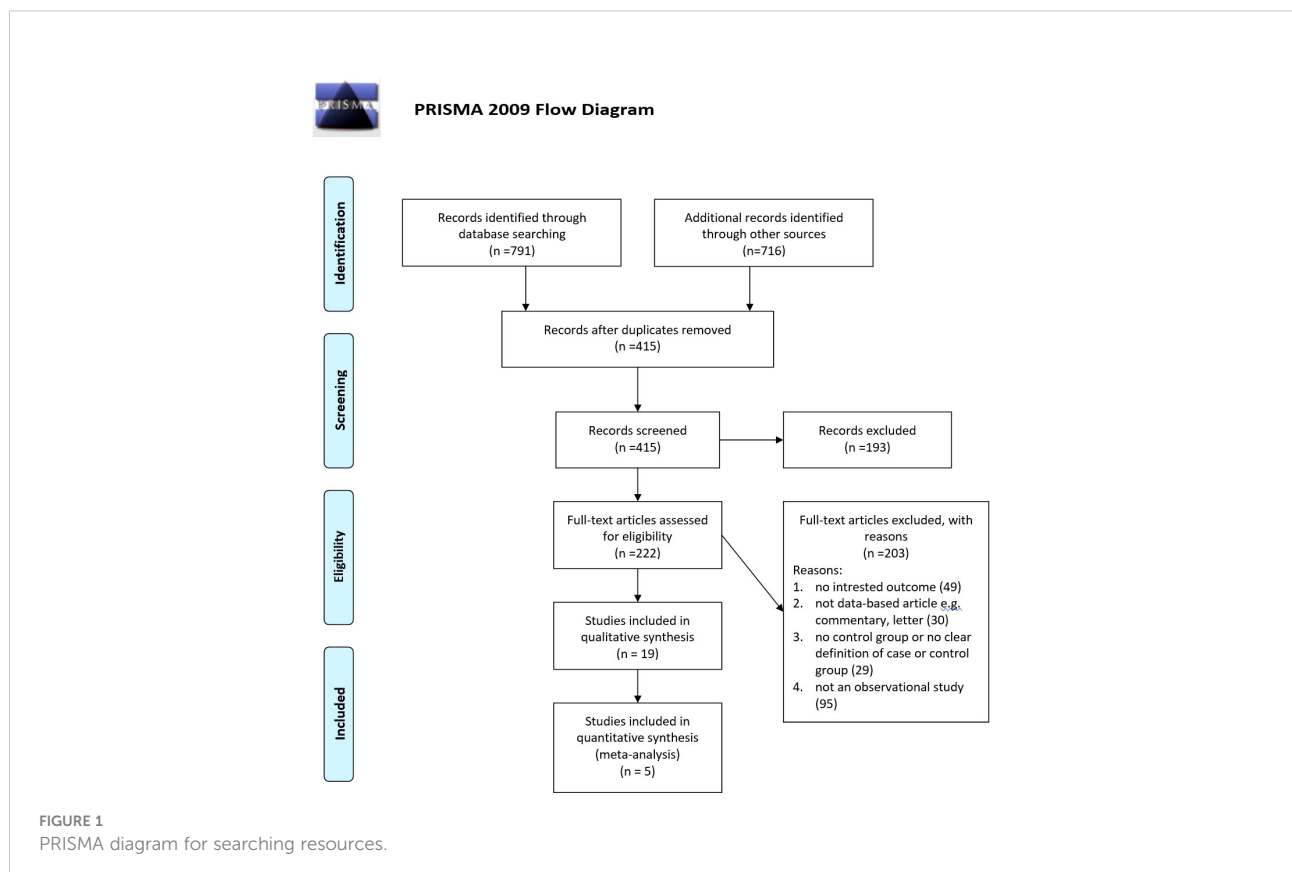 PRISMA
PRISMA 2009 Flow Diagram
Identification
Records identified through
database searching
(n =791)
Additional records identified
through other sources
(n=716)
Records after duplicates removed
(n =415)
Screening
Records screened
(n =415)
Records excluded
(n =193)
Eligibility
Full-text articles assessed
for eligibility
(n =222)
Full-text articles excluded, with
reasons
(n =203)
Reasons:
1. no intrested outcome (49)
2. not data-based article e.g.
commentary, letter (30)
3. no control group or no clear
definition of case or control
group (29)
4. not an observational study
(95)
Studies included in
qualitative synthesis
(n = 19)
Included
Studies included in
quantitative synthesis
(meta-analysis)
(n = 5)
FIGURE 1
PRISMA diagram for searching resources.